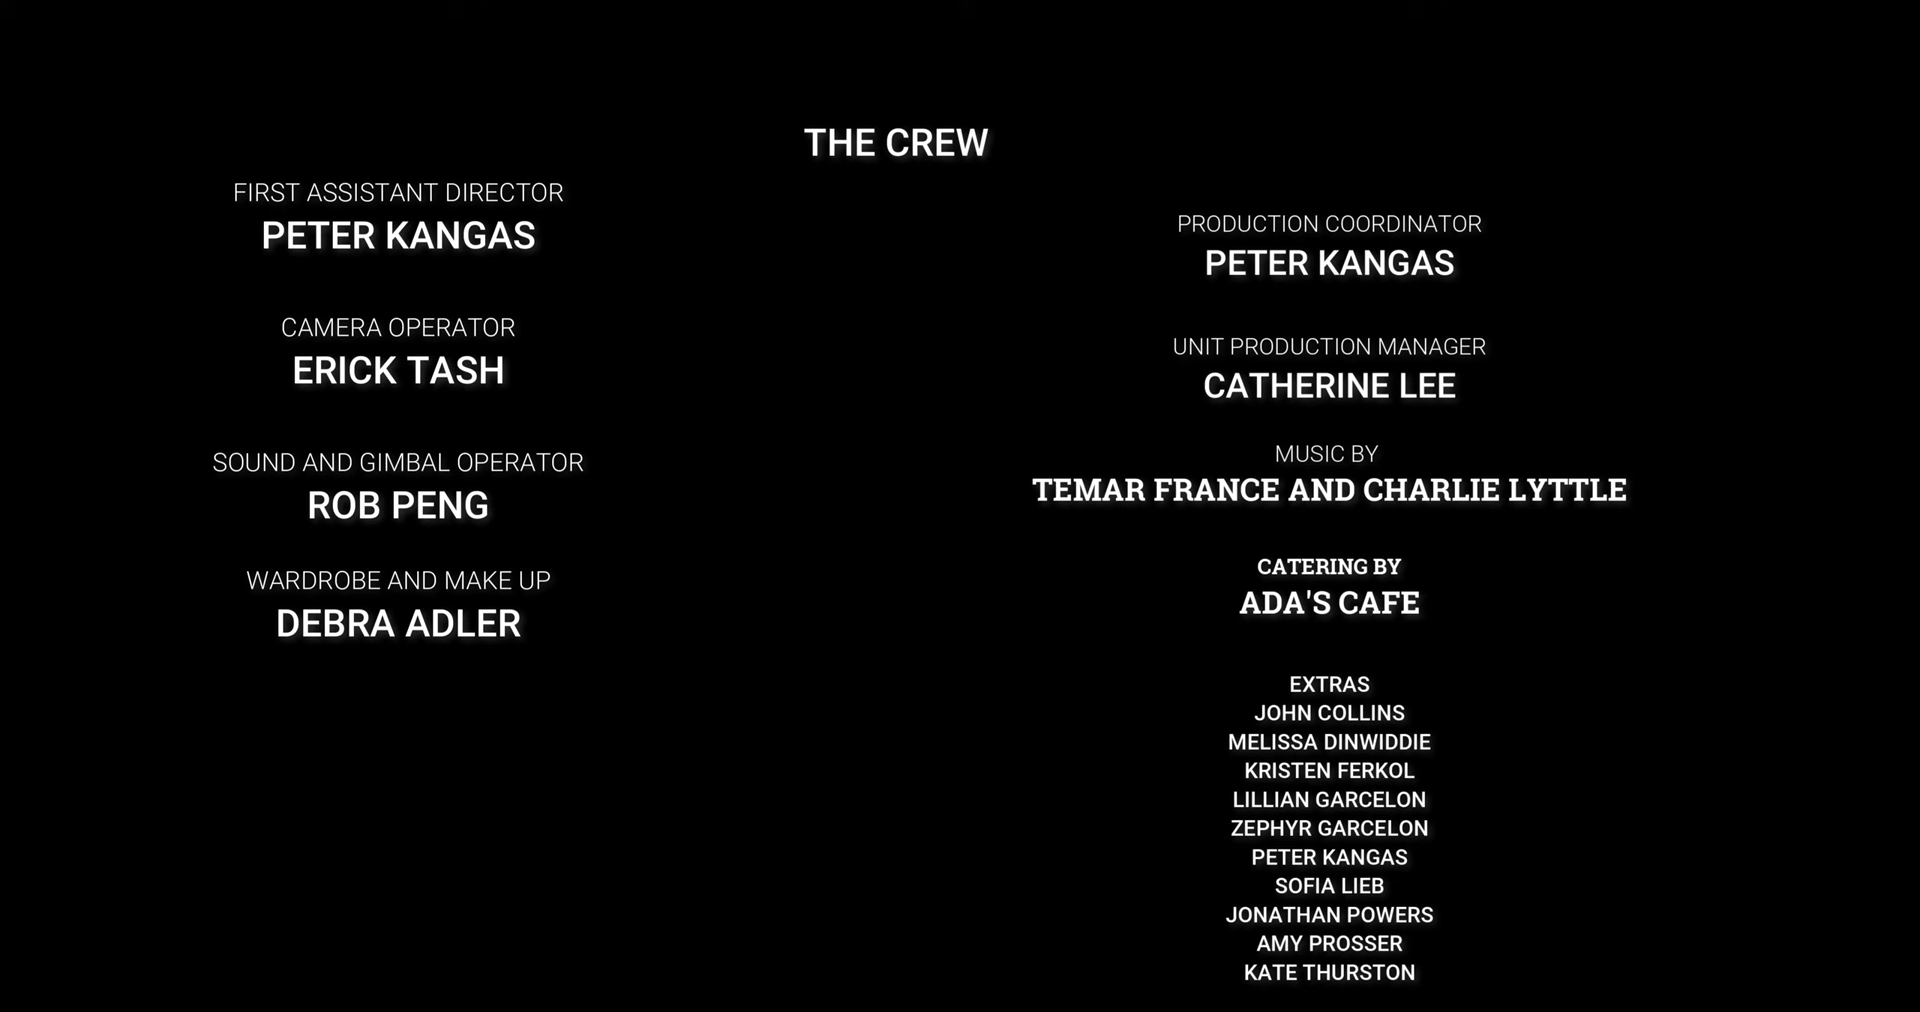 THE CREW
FIRST ASSISTANT DIRECTOR
PETER KANGAS
CAMERA OPERATOR
ERICK TASH
SOUND AND GIMBAL OPERATOR
ROB PENG
WARDROBE AND MAKE UP
DEBRA ADLER
PRODUCTION COORDINATOR
PETER KANGAS
UNIT PRODUCTION MANAGER
CATHERINE LEE
MUSIC BY
TEMAR FRANCE AND CHARLIE LYTTLE
CATERING BY
ADA'S CAFE
EXTRAS
JOHN COLLINS
MELISSA DINWIDDIE
KRISTEN FERKOL
LILLIAN GARCELON
ZEPHYR GARCELON
PETER KANGAS
SOFIA LIEB
JONATHAN POWERS
AMY PROSSER
KATE THURSTON